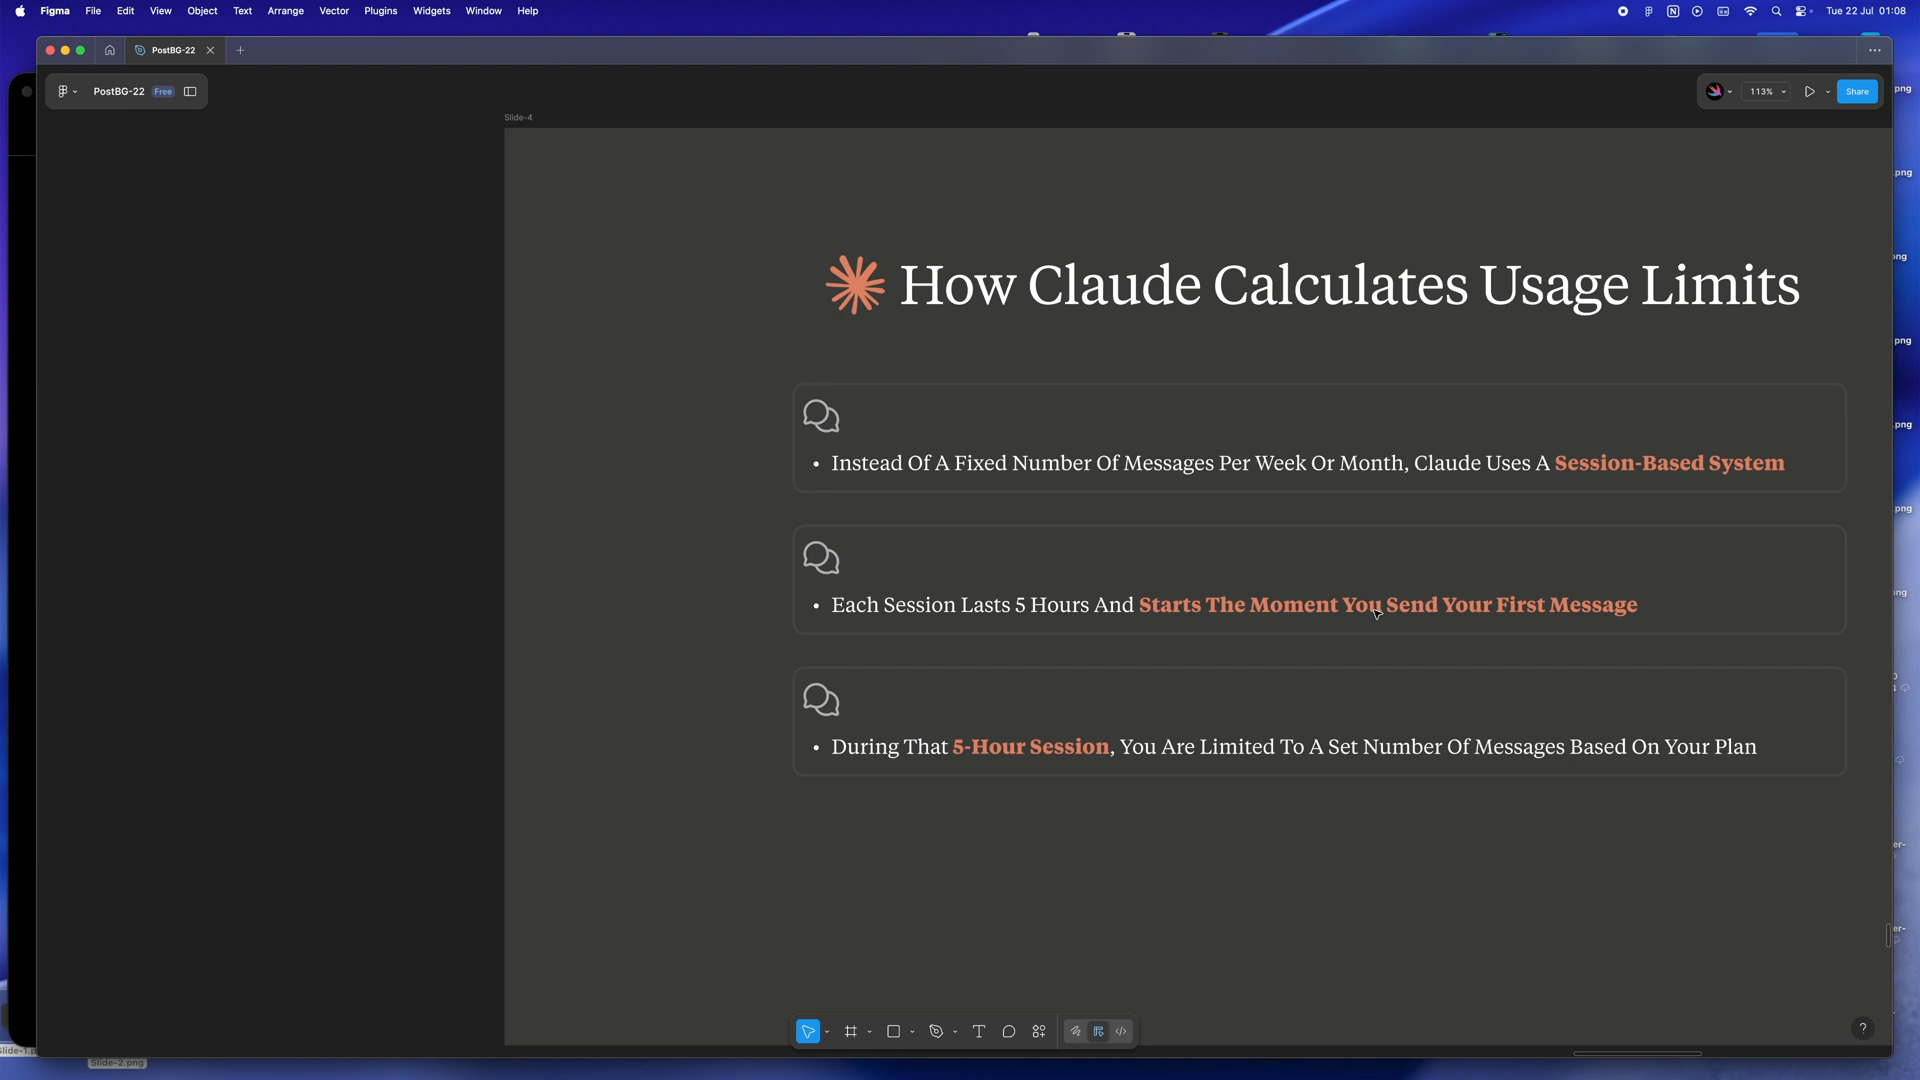 Figma File Edit View Object Text Arrange Vector Plugins Widgets Window Help
Tue 22 Jul 01:08
PostBG-22
PostBG-22 Free
113%
Share
Slide-4
How Claude Calculates Usage Limits
• Instead Of A Fixed Number Of Messages Per Week Or Month, Claude Uses A Session-Based System
• Each Session Lasts 5 Hours And Starts The Moment You Send Your First Message
• During That 5-Hour Session, You Are Limited To A Set Number Of Messages Based On Your Plan
?
Slide-2.png